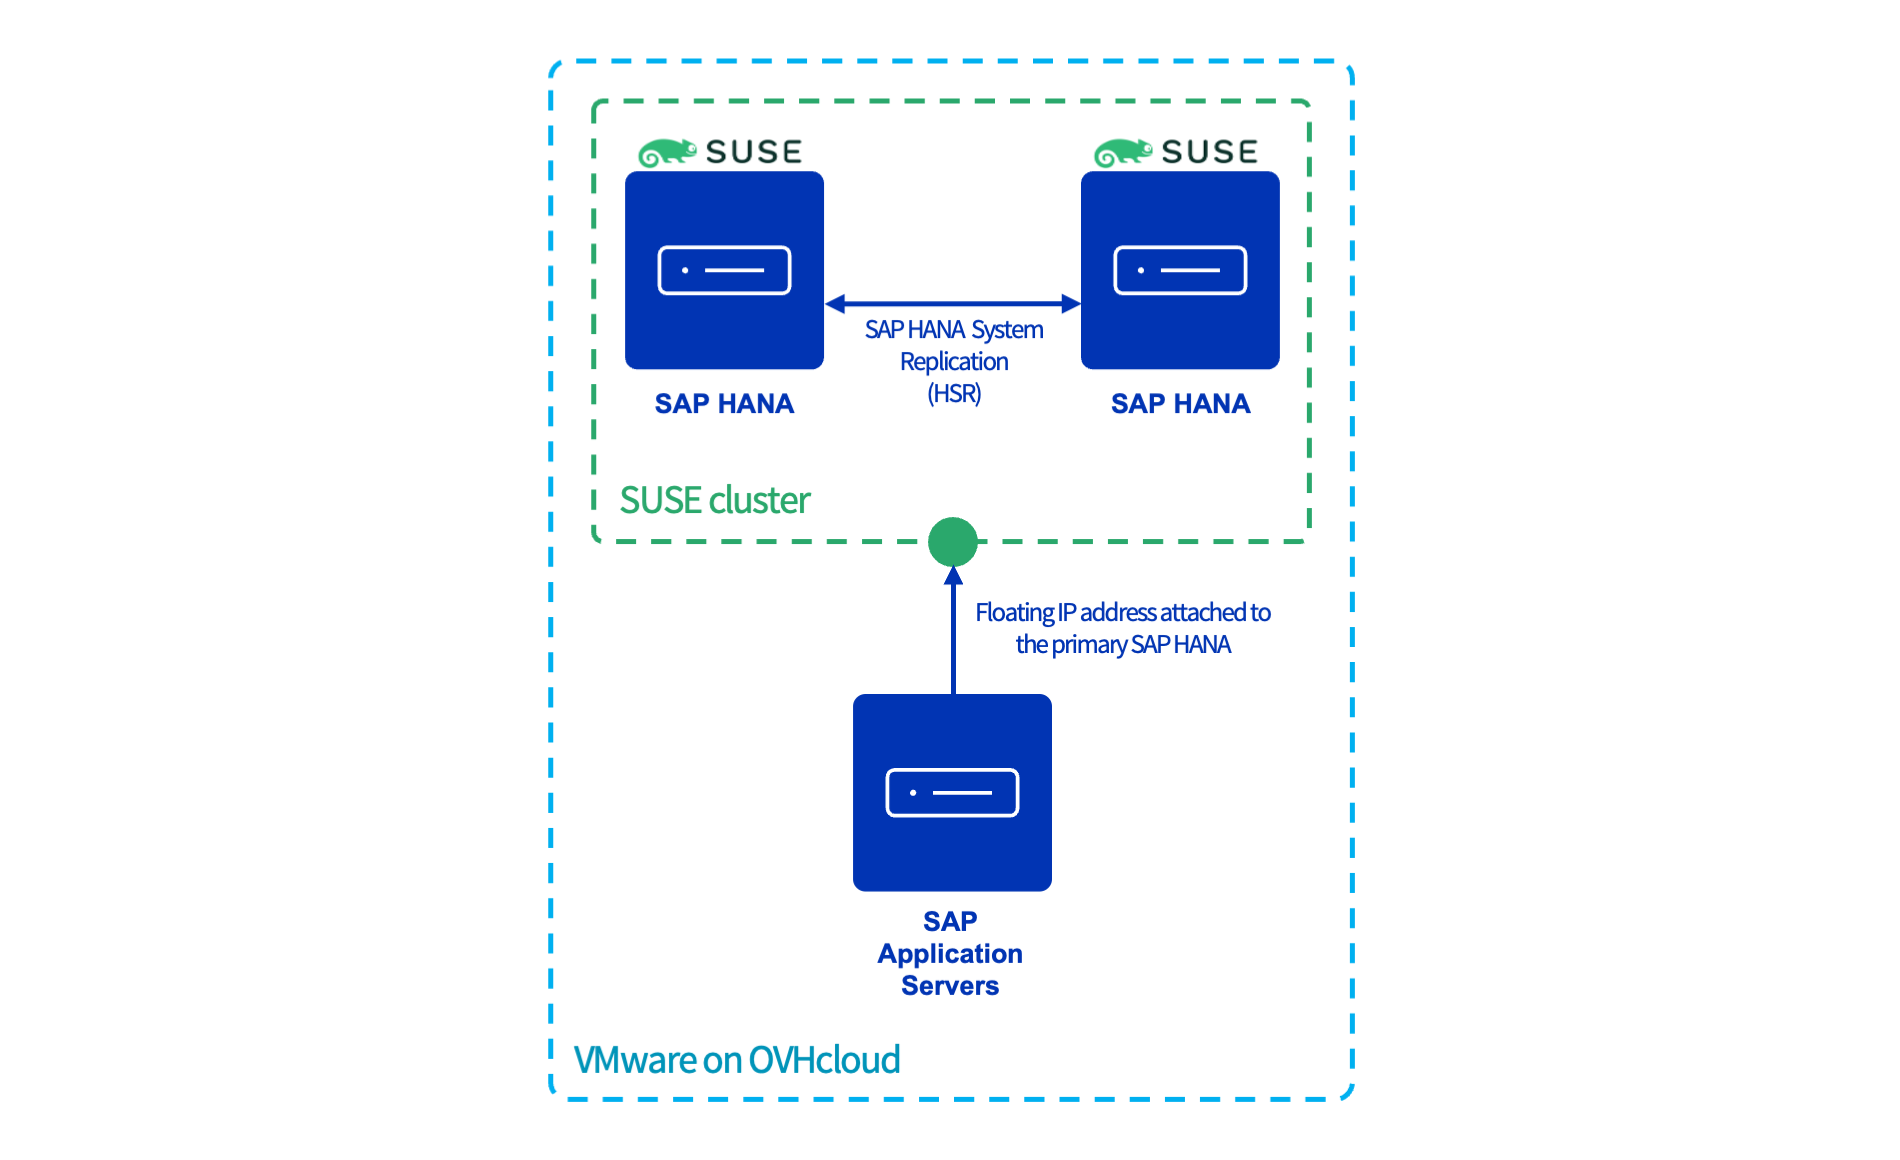 SUSE
SUSE
SAP HANA System
Replication
(HSR)
SAP HANA
SAP HANA
SUSE cluster
Floating IP address attached to
the primary SAP HANA
SAP
Application
Servers
VMware on OVHcloud